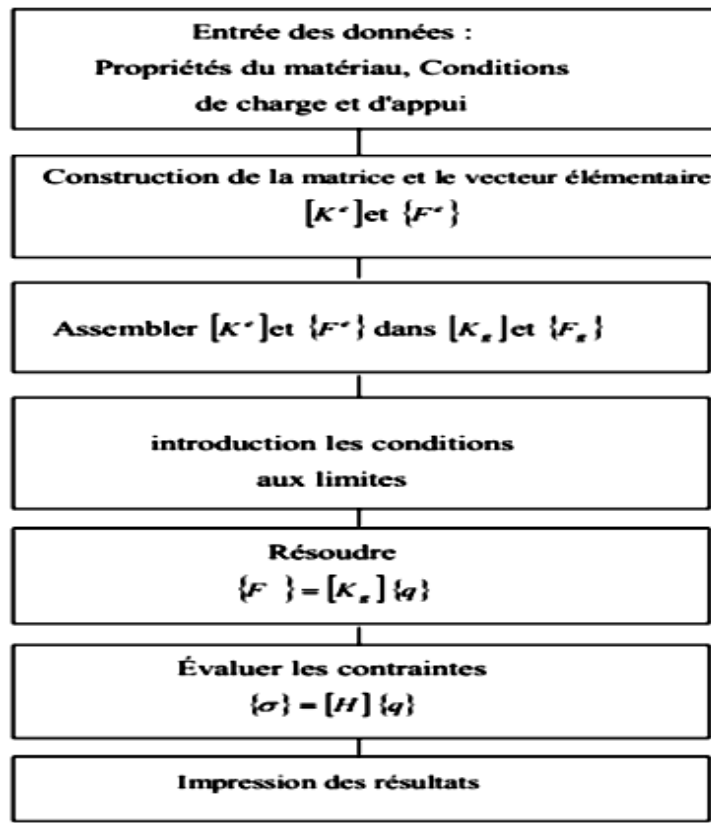 Entrée des données :
Propriétés du matériau, Conditions
de charge et d'appui
Construction de la matrice et le vecteur élémentaire
[K^e] et {F^e}
Assembler [K^e] et {F^e} dans [K_g] et {F_g}
introduction les conditions
aux limites
Résoudre
{F } = [K_g] {q}
Évaluer les contraintes
{σ} = [H] {q}
Impression des résultats